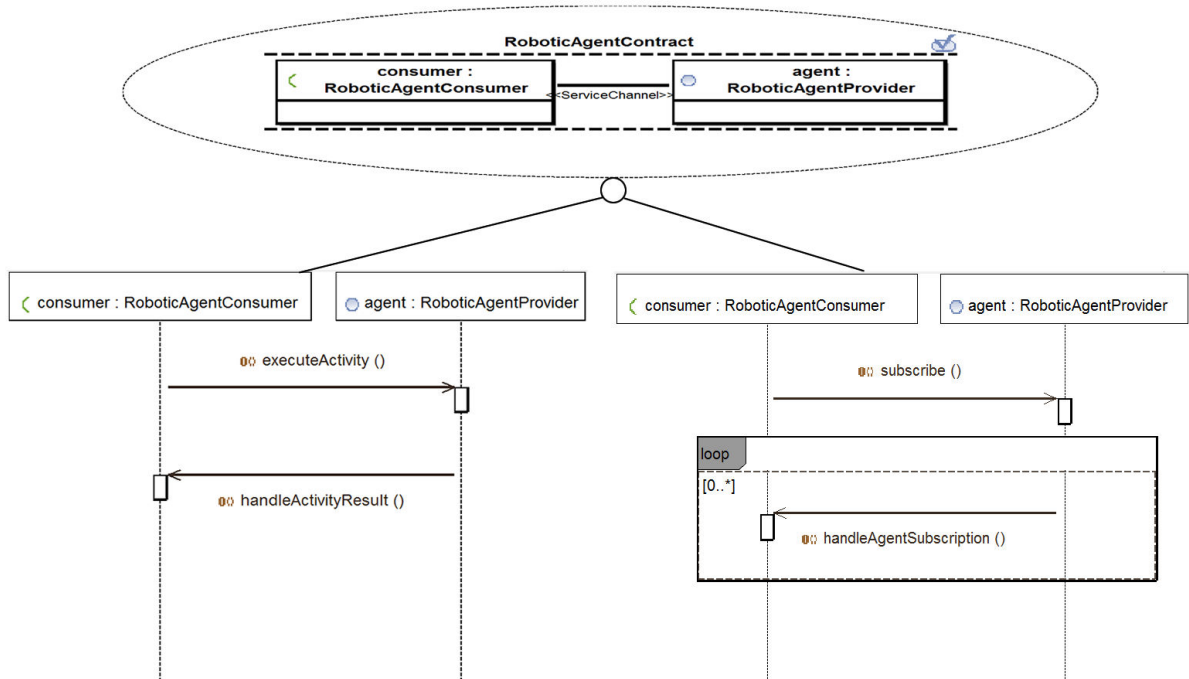 RoboticAgentContract
consumer :
RoboticAgentConsumer
<<ServiceChannel>>
agent :
RoboticAgentProvider
consumer : RoboticAgentConsumer
agent : RoboticAgentProvider
executeActivity ()
handleActivityResult ()
consumer : RoboticAgentConsumer
agent : RoboticAgentProvider
subscribe ()
loop
[0..*]
handleAgentSubscription ()